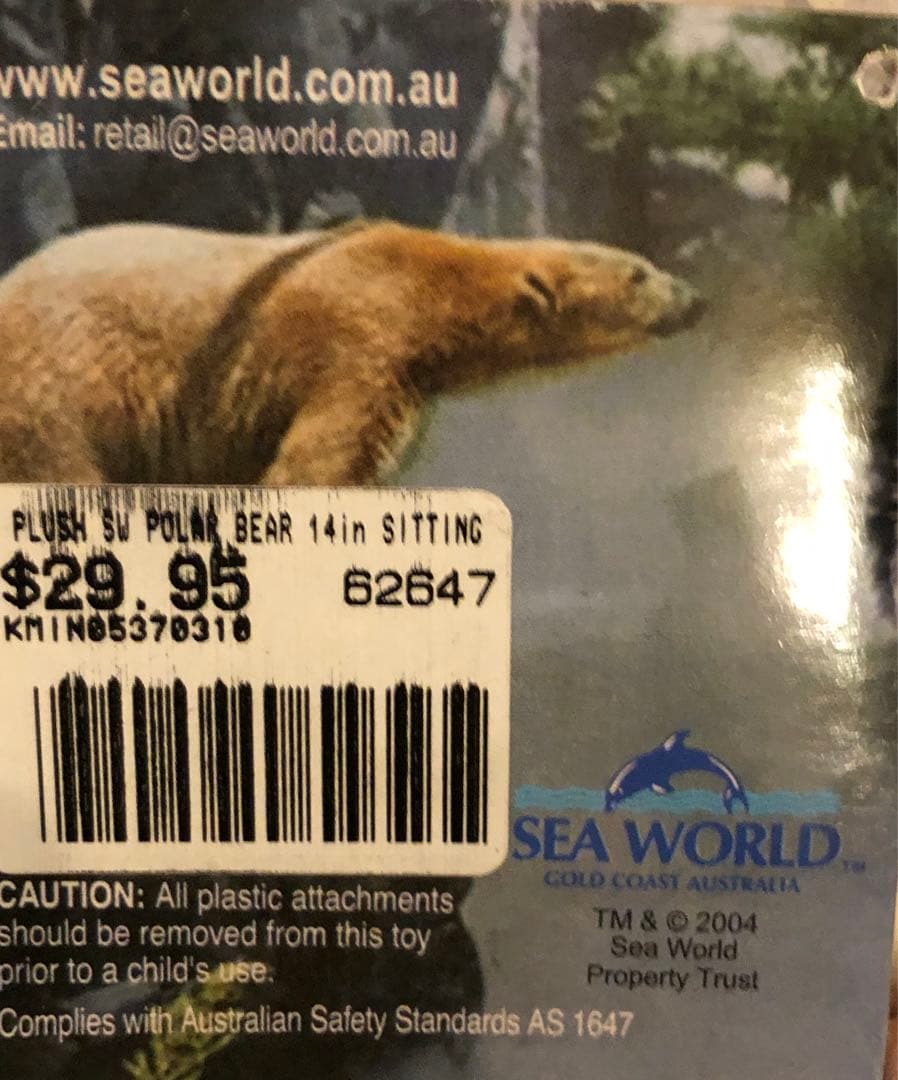 www.seaworld.com.au
Email: retail@seaworld.com.au
PLUSH SW POLAR BEAR 14in SITTING
$29.95 62647
KMIN05370310
SEA WORLD TM
GOLD COAST AUSTRALIA
TM & © 2004
Sea World
Property Trust
CAUTION: All plastic attachments
should be removed from this toy
prior to a child's use.
Complies with Australian Safety Standards AS 1647